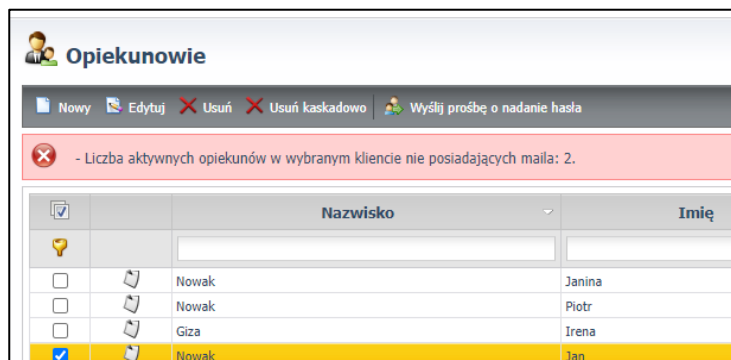 Opiekunowie
Nowy Edytuj Usuń Usuń kaskadowo Wyślij prośbę o nadanie hasła
- Liczba aktywnych opiekunów w wybranym kliencie nie posiadających maila: 2.
Nazwisko Imię
Nowak Janina
Nowak Piotr
Giza Irena
Nowak Jan